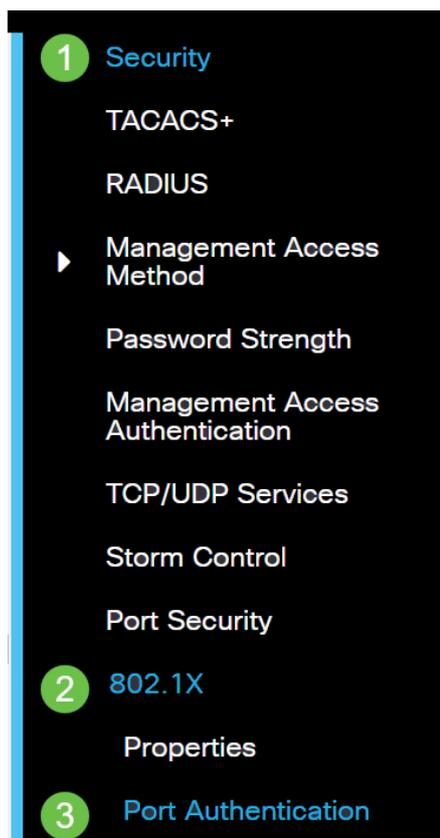 1 Security
TACACS+
RADIUS
Management Access
Method
Password Strength
Management Access
Authentication
TCP/UDP Services
Storm Control
Port Security
2 802.1X
Properties
3 Port Authentication